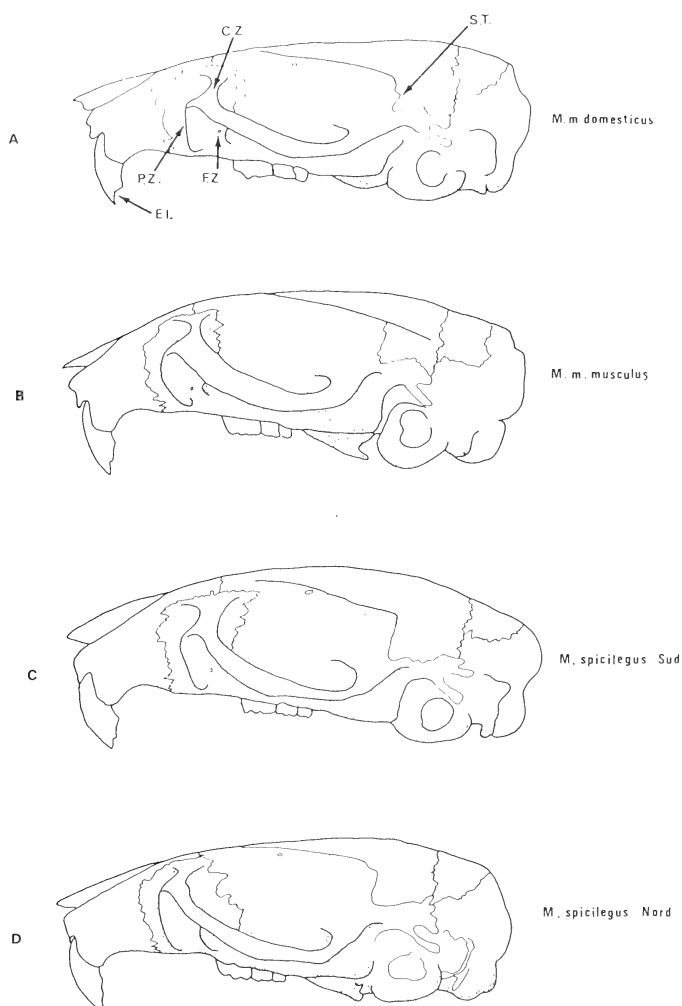 C.Z
S.T.
A
M. m domesticus
P.Z.
F.Z
E.I.
B
M. m. musculus
C
M. spicilegus Sud
D
M. spicilegus Nord